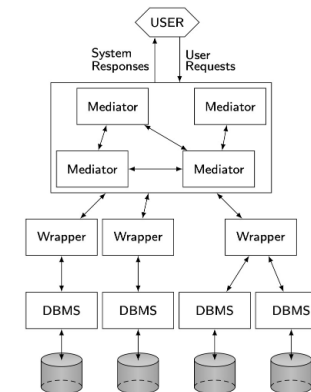 USER
System
Responses
User
Requests
Mediator
Mediator
Mediator
Mediator
Wrapper
Wrapper
Wrapper
DBMS
DBMS
DBMS
DBMS